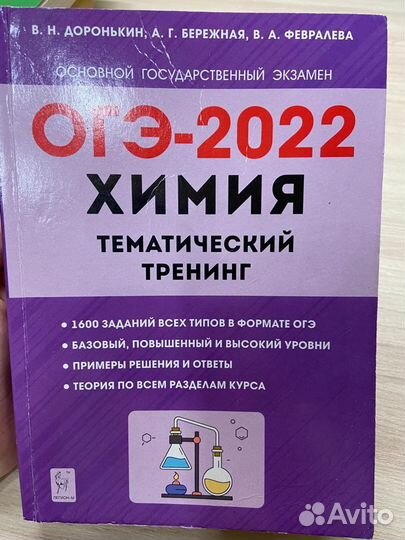 В. Н. ДОРОНЬКИН, А. Г. БЕРЕЖНАЯ, В. А. ФЕВРАЛЕВА
ОСНОВНОЙ ГОСУДАРСТВЕННЫЙ ЭКЗАМЕН
ОГЭ-2022
ХИМИЯ
ТЕМАТИЧЕСКИЙ
ТРЕНИНГ
• 1600 ЗАДАНИЙ ВСЕХ ТИПОВ В ФОРМАТЕ ОГЭ
• БАЗОВЫЙ, ПОВЫШЕННЫЙ И ВЫСОКИЙ УРОВНИ
• ПРИМЕРЫ РЕШЕНИЯ И ОТВЕТЫ
• ТЕОРИЯ ПО ВСЕМ РАЗДЕЛАМ КУРСА
ЛЕГИОН-М
Avito